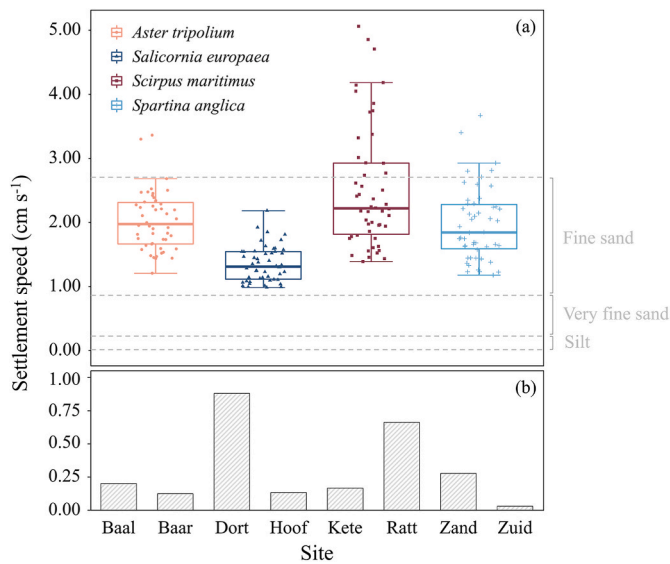 5.00
(a)
Aster tripolium
Salicornia europaea
Scirpus maritimus
Spartina anglica
4.00
3.00
2.00
1.00
0.00
Fine sand
Very fine sand
Silt
Settlement speed (cm s⁻¹)
1.00
(b)
0.75
0.50
0.25
0.00
Baal Baar Dort Hoof Kete Ratt Zand Zuid
Site